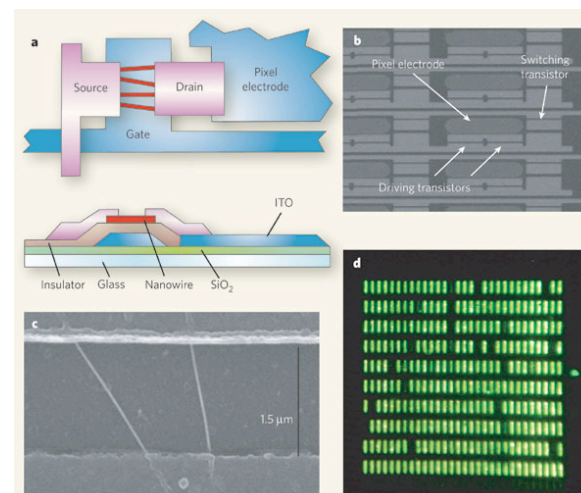 a
Source
Drain
Pixel
electrode
Gate
ITO
Insulator
Glass
Nanowire
SiO₂
b
Pixel electrode
Switching
transistor
Driving transistors
c
1.5 μm
d